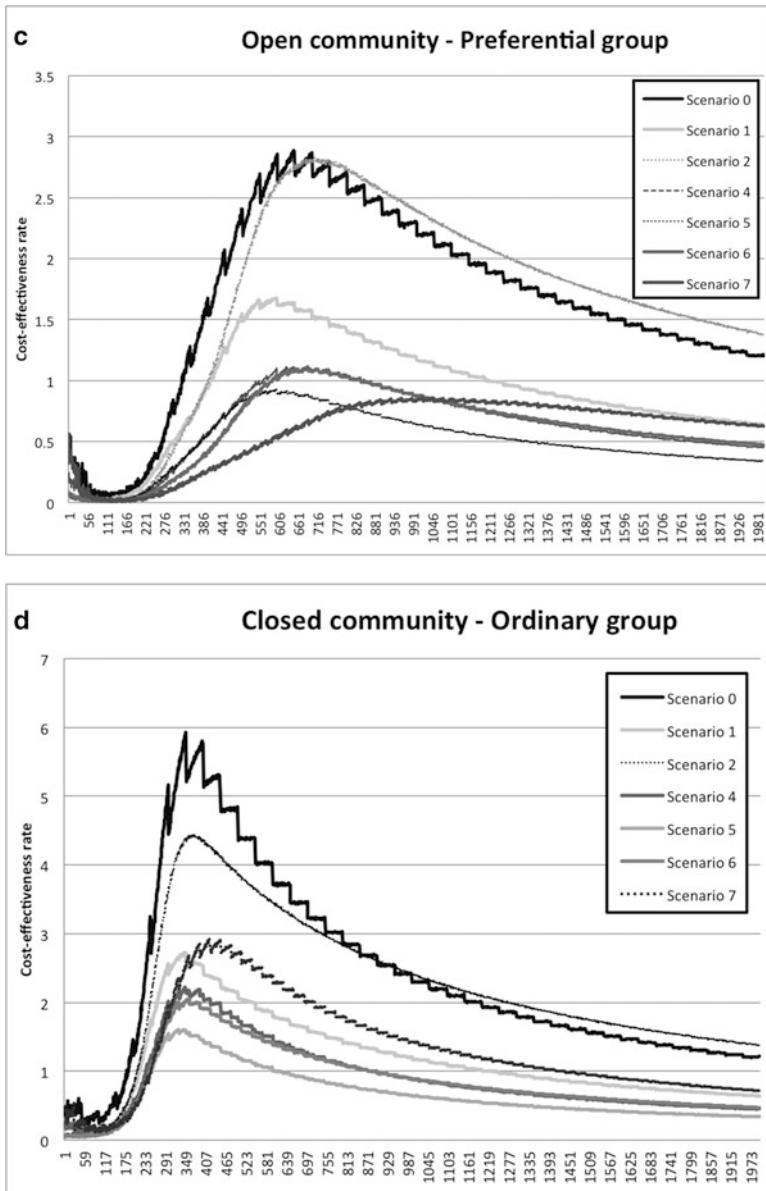 c
Open community - Preferential group
3.5
3
2.5
2
1.5
1
0.5
0
Cost-effectiveness rate
Scenario 0
Scenario 1
Scenario 2
Scenario 4
Scenario 5
Scenario 6
Scenario 7
1 56 111 166 221 276 331 386 441 496 551 606 661 716 771 826 881 936 991 1046 1101 1156 1211 1266 1321 1376 1431 1486 1541 1596 1651 1706 1761 1816 1871 1926 1981
d
Closed community - Ordinary group
7
6
5
4
3
2
1
0
Cost-effectiveness rate
Scenario 0
Scenario 1
Scenario 2
Scenario 4
Scenario 5
Scenario 6
Scenario 7
1 59 117 175 233 291 349 407 465 523 581 639 697 755 813 871 929 987 1045 1103 1161 1219 1277 1335 1393 1451 1509 1567 1625 1683 1741 1799 1857 1915 1973